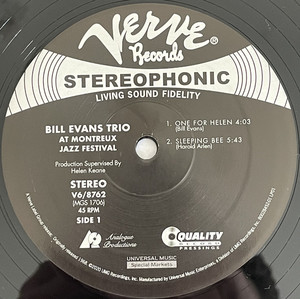 VERVE
Records
STEREOPHONIC
LIVING SOUND FIDELITY
BILL EVANS TRIO
AT MONTREUX
JAZZ FESTIVAL
Production Supervised By
Helen Keane
STEREO
V6/8762
(MGS 1706)
45 RPM
SIDE 1
1. ONE FOR HELEN 4:03
(Bill Evans)
2. SLEEPING BEE 5:43
(Harold Arlen)
AP
Analogue
Productions
QUALITY
RECORD
PRESSINGS
UNIVERSAL MUSIC
Special Markets